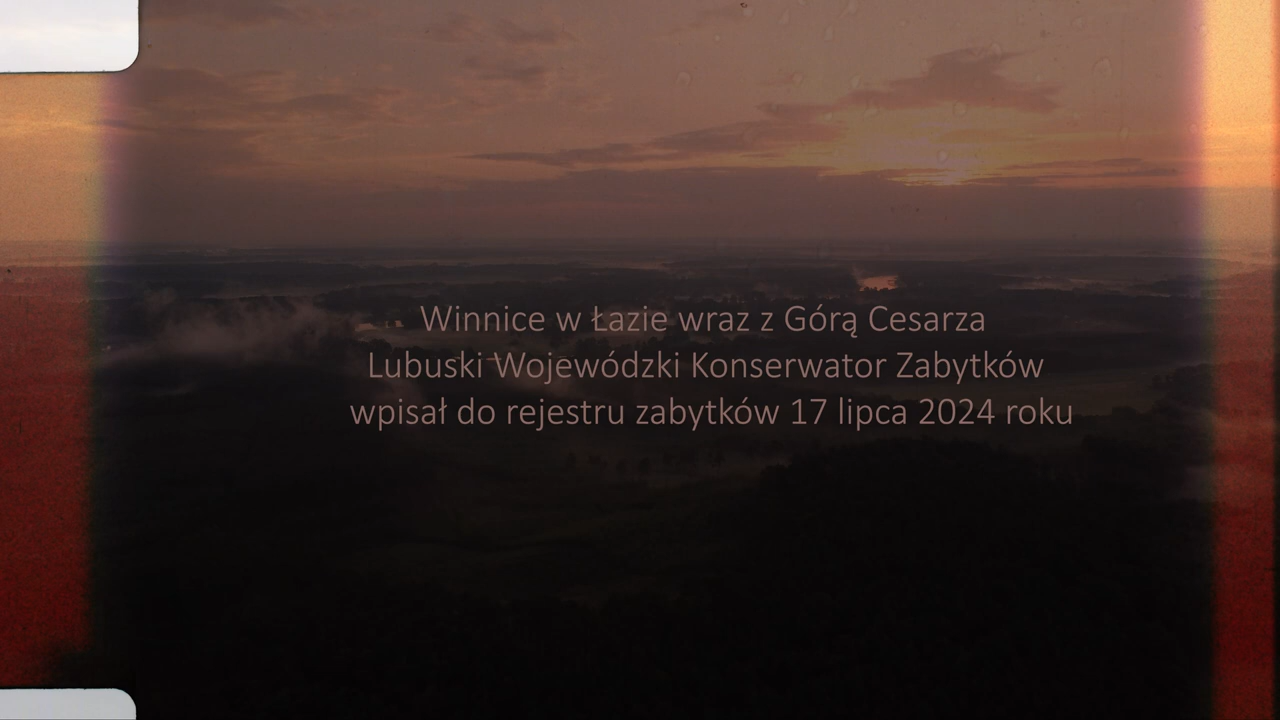 Winnice w Łazie wraz z Górą Cesarza
Lubuski Wojewódzki Konserwator Zabytków
wpisał do rejestru zabytków 17 lipca 2024 roku